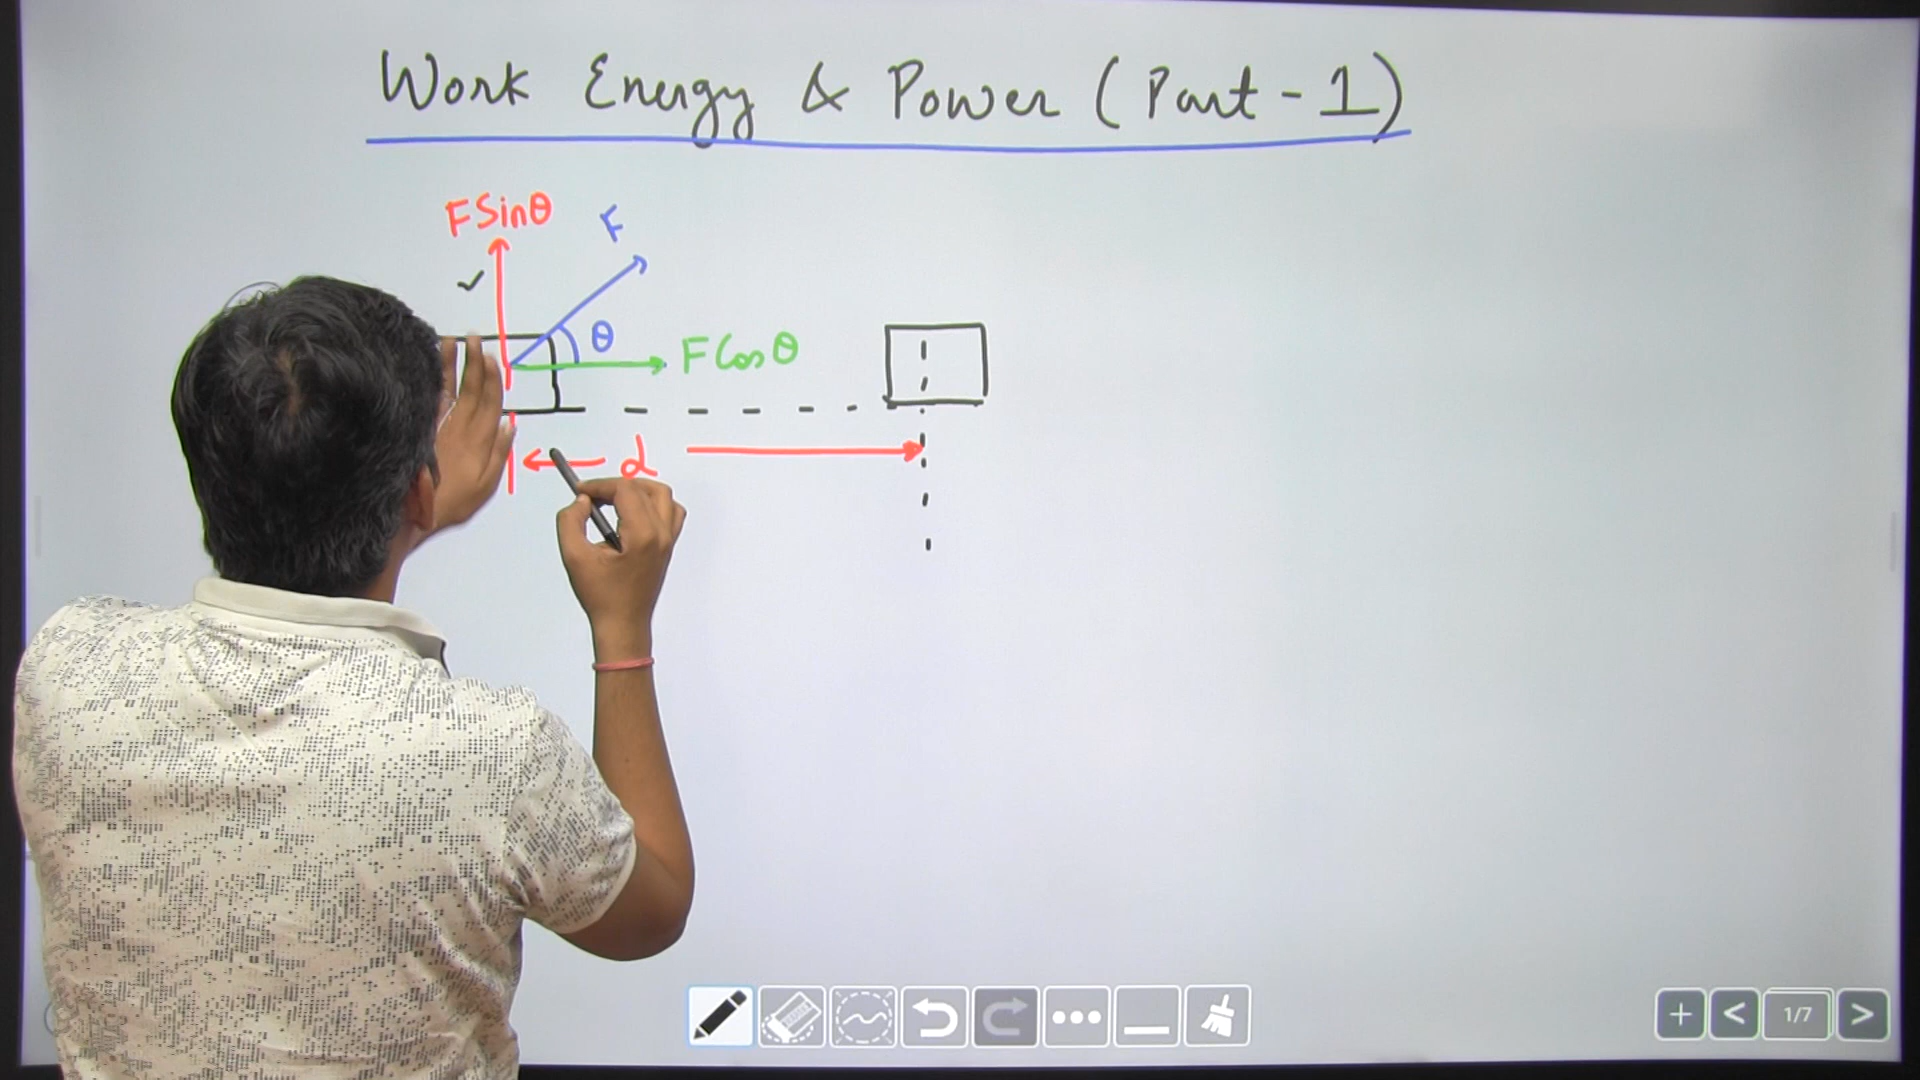 Work Energy & Power (Part - 1)
FSinθ
F
θ
FCosθ
d
1/7